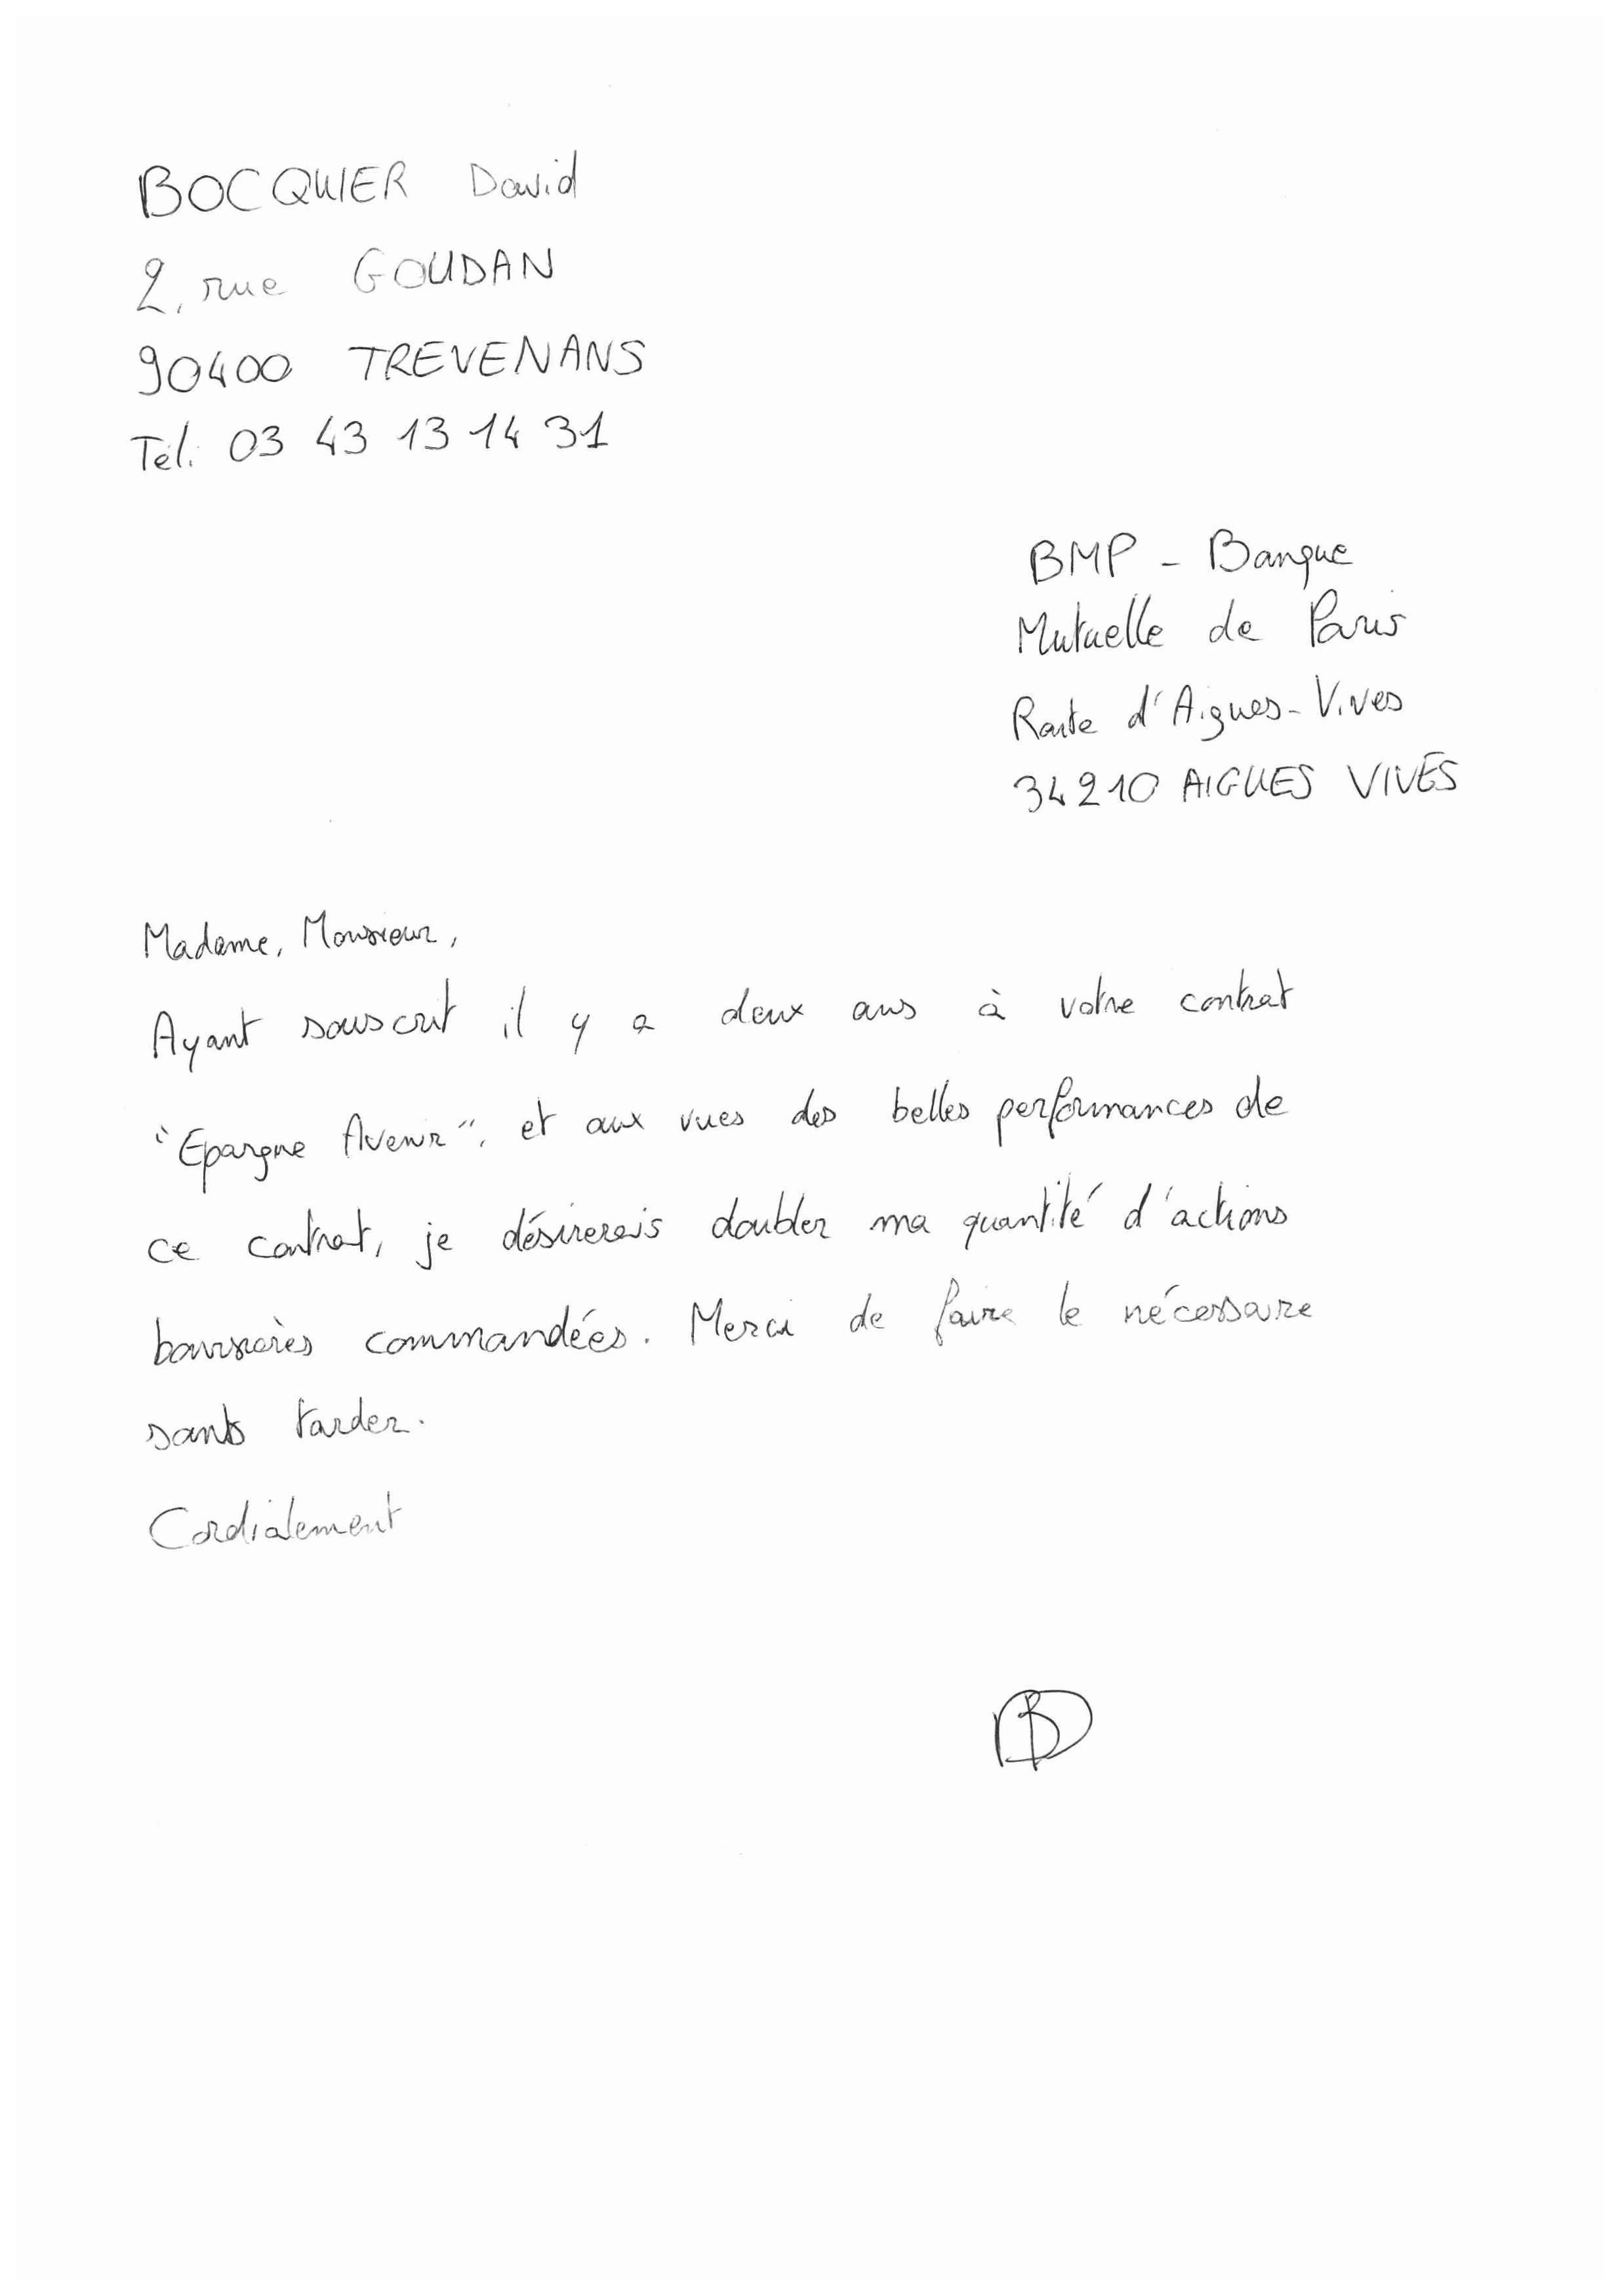 BOCQUIER David
2, rue GOUDAN
90400 TREVENANS
Tél: 03 43 13 14 31
BMP - Banque
Mutuelle de Paris
Route d'Aigues-Vives
34210 AIGUES VIVES
Madame, Monsieur,
Ayant souscrit il y a deux ans à votre contrat
"Epargne Avenir", et aux vues des belles performances de
ce contrat, je désirerais doubler ma quantité d'actions
boursières commandées. Merci de faire le nécessaire
sans tarder.
Cordialement
BD